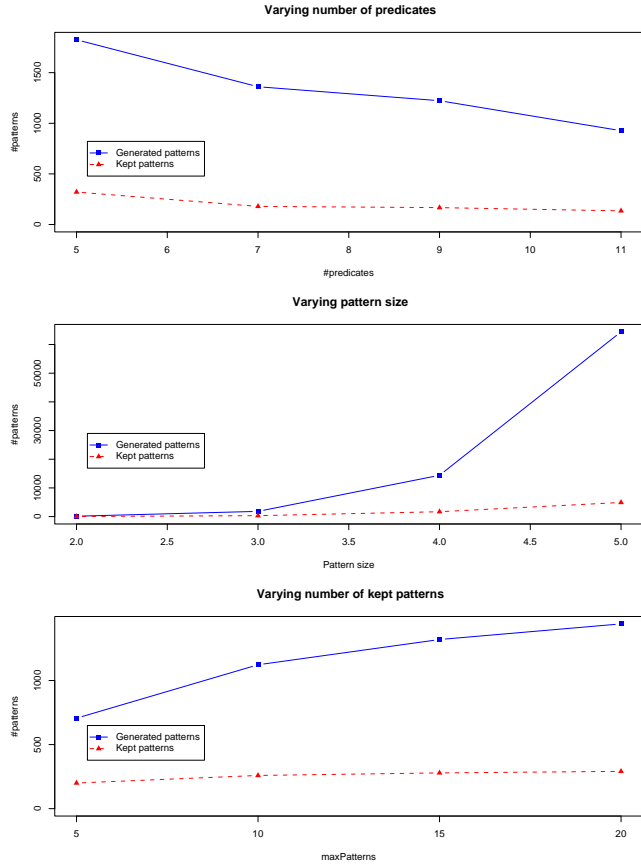 Varying number of predicates
#patterns
0 500 1000 1500
Generated patterns
Kept patterns
5 6 7 8 9 10 11
#predicates
Varying pattern size
#patterns
0 10000 30000 50000
Generated patterns
Kept patterns
2.0 2.5 3.0 3.5 4.0 4.5 5.0
Pattern size
Varying number of kept patterns
#patterns
0 500 1000
Generated patterns
Kept patterns
5 10 15 20
maxPatterns